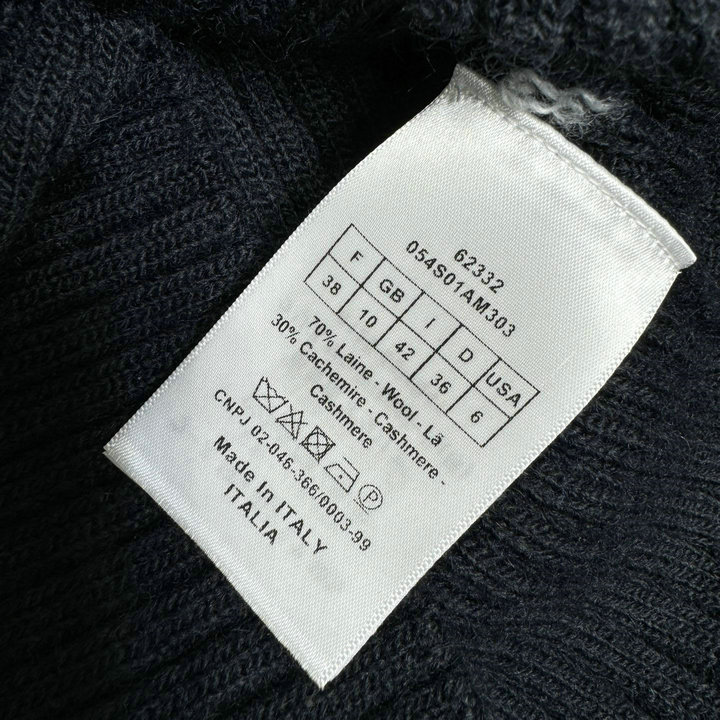 62332
054S01AM303
F GB I D USA
38 10 42 36 6
70% Laine - Wool - Lã
30% Cachemire - Cashmere -
Cashmere
P
CNPJ 02-046-366/0003-99
Made In ITALY
ITALIA